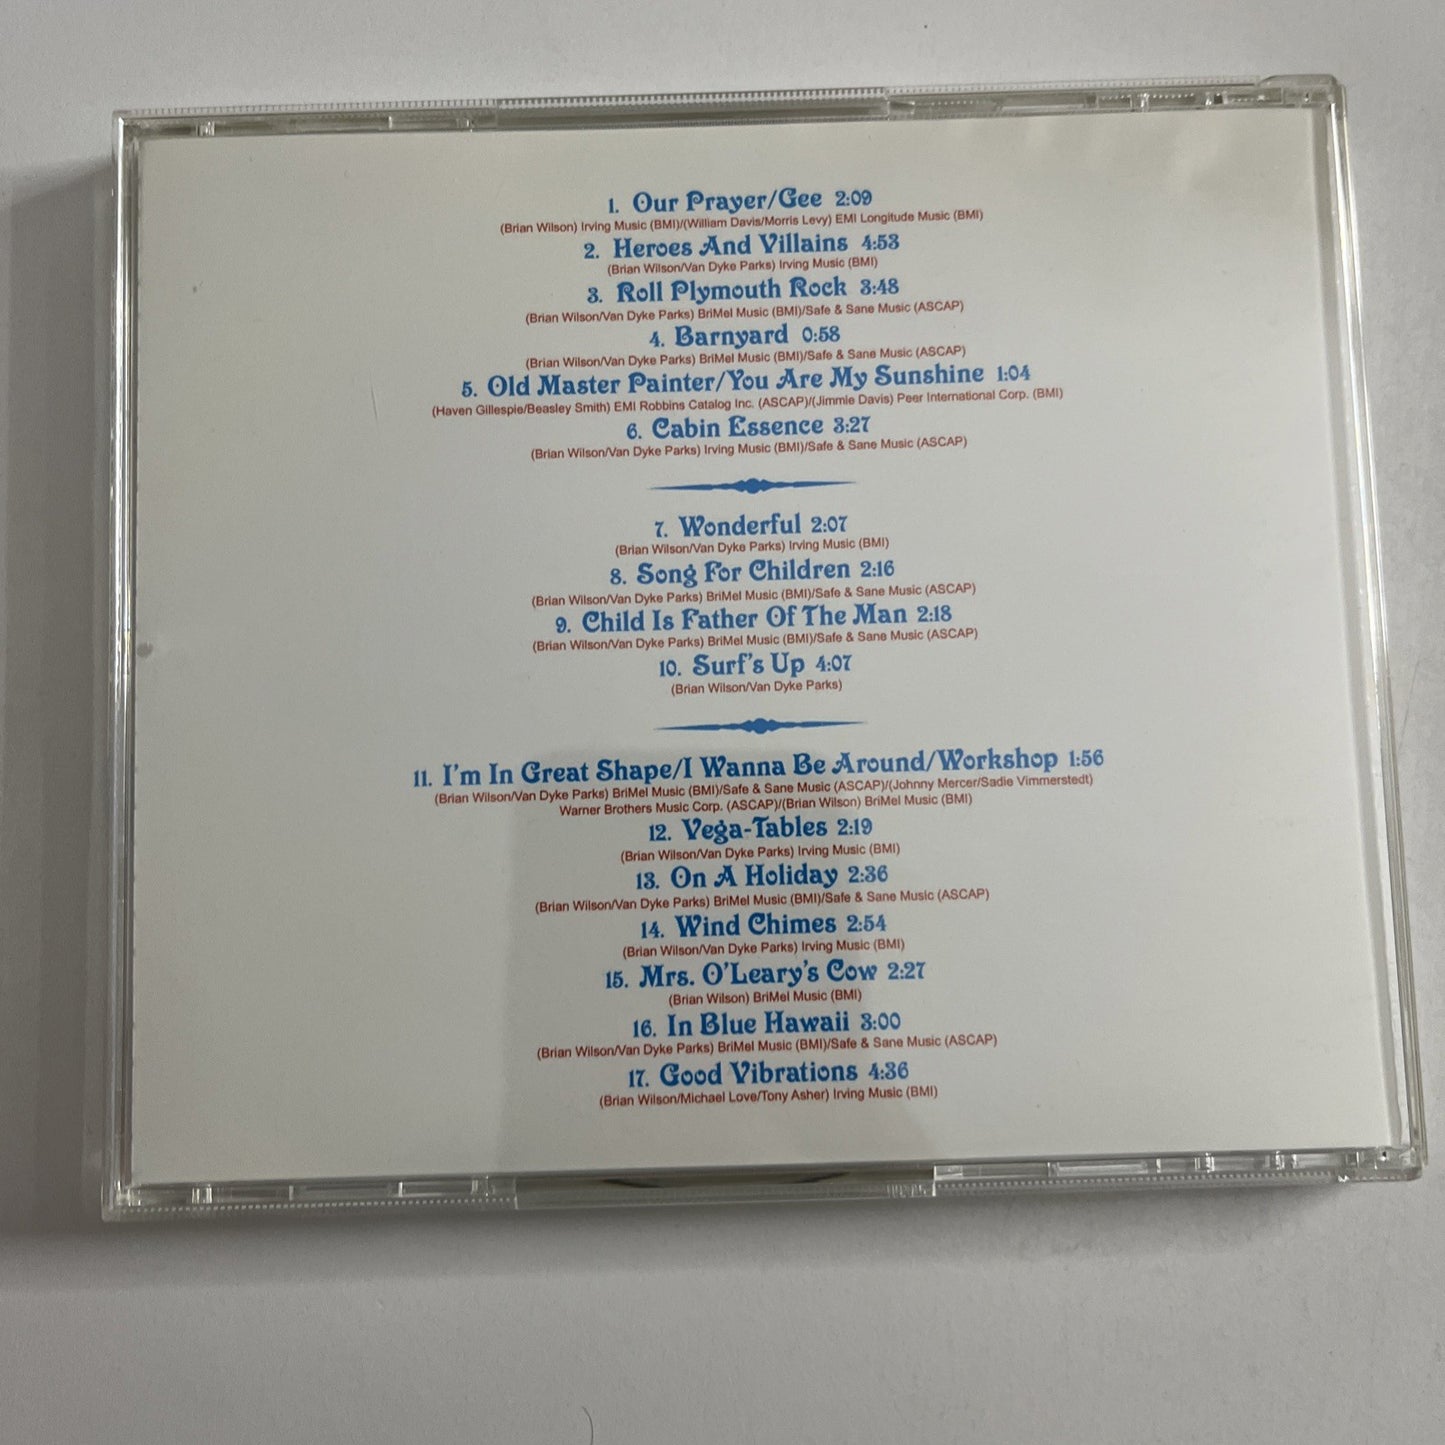 1. Our Prayer/Gee 2:09
(Brian Wilson) Irving Music (BMI)/(William Davis/Morris Levy) EMI Longitude Music (BMI)
2. Heroes And Villains 4:53
(Brian Wilson/Van Dyke Parks) Irving Music (BMI)
3. Roll Plymouth Rock 3:48
(Brian Wilson/Van Dyke Parks) BriMel Music (BMI)/Safe & Sane Music (ASCAP)
4. Barnyard 0:58
(Brian Wilson/Van Dyke Parks) BriMel Music (BMI)/Safe & Sane Music (ASCAP)
5. Old Master Painter/You Are My Sunshine 1:04
(Haven Gillespie/Beasley Smith) EMI Robbins Catalog Inc. (ASCAP)/(Jimmie Davis) Peer International Corp. (BMI)
6. Cabin Essence 3:27
(Brian Wilson/Van Dyke Parks) Irving Music (BMI)/Safe & Sane Music (ASCAP)
7. Wonderful 2:07
(Brian Wilson/Van Dyke Parks) Irving Music (BMI)
8. Song For Children 2:16
(Brian Wilson/Van Dyke Parks) BriMel Music (BMI)/Safe & Sane Music (ASCAP)
9. Child Is Father Of The Man 2:18
(Brian Wilson/Van Dyke Parks) BriMel Music (BMI)/Safe & Sane Music (ASCAP)
10. Surf's Up 4:07
(Brian Wilson/Van Dyke Parks)
11. I'm In Great Shape/I Wanna Be Around/Workshop 1:56
(Brian Wilson/Van Dyke Parks) BriMel Music (BMI)/Safe & Sane Music (ASCAP)/(Johnny Mercer/Sadie Vimmerstedt)
Warner Brothers Music Corp. (ASCAP)/(Brian Wilson) BriMel Music (BMI)
12. Vega-Tables 2:19
(Brian Wilson/Van Dyke Parks) Irving Music (BMI)
13. On A Holiday 2:36
(Brian Wilson/Van Dyke Parks) BriMel Music (BMI)/Safe & Sane Music (ASCAP)
14. Wind Chimes 2:54
(Brian Wilson/Van Dyke Parks) Irving Music (BMI)
15. Mrs. O'Leary's Cow 2:27
(Brian Wilson) BriMel Music (BMI)
16. In Blue Hawaii 3:00
(Brian Wilson/Van Dyke Parks) BriMel Music (BMI)/Safe & Sane Music (ASCAP)
17. Good Vibrations 4:36
(Brian Wilson/Michael Love/Tony Asher) Irving Music (BMI)